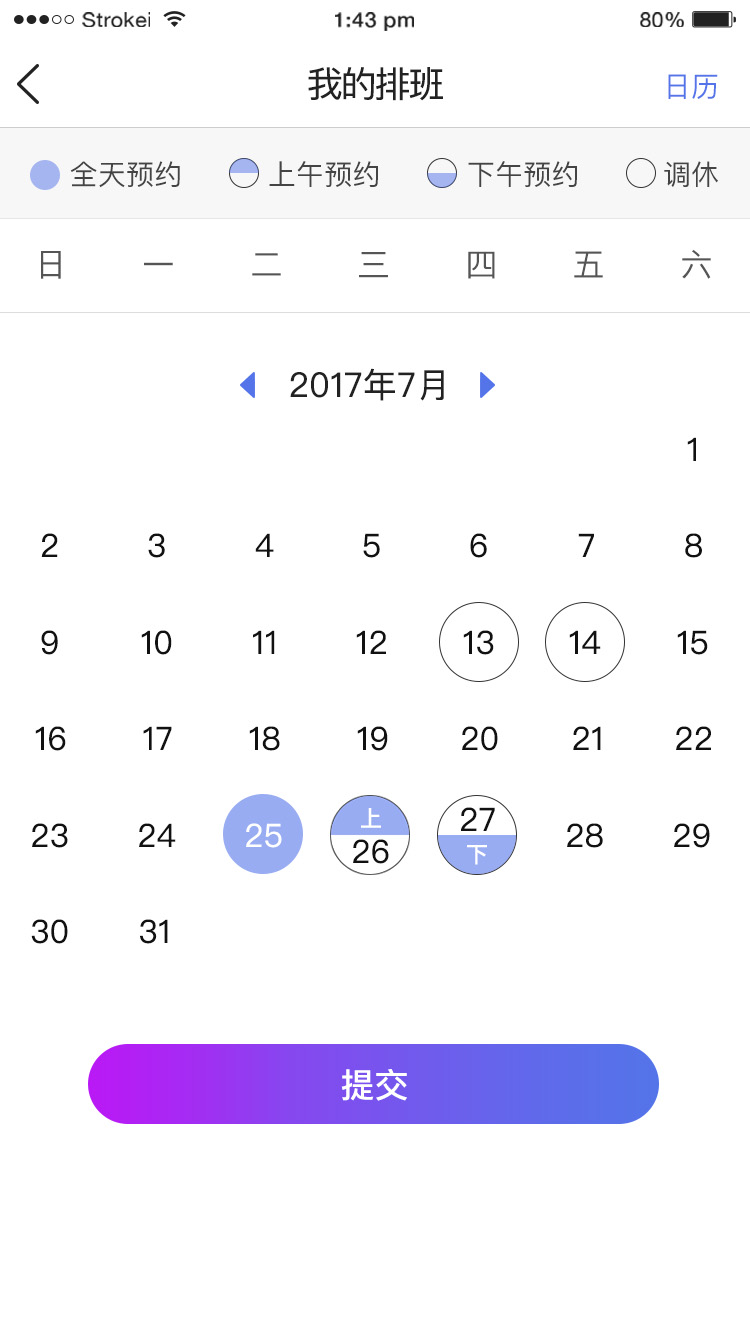 Strokei 1:43 pm 80%
我的排班 日历
全天预约 上午预约 下午预约 调休
日 一 二 三 四 五 六
2017年7月
1
2 3 4 5 6 7 8
9 10 11 12 13 14 15
16 17 18 19 20 21 22
23 24 25 上 26 27 下 28 29
30 31
提交